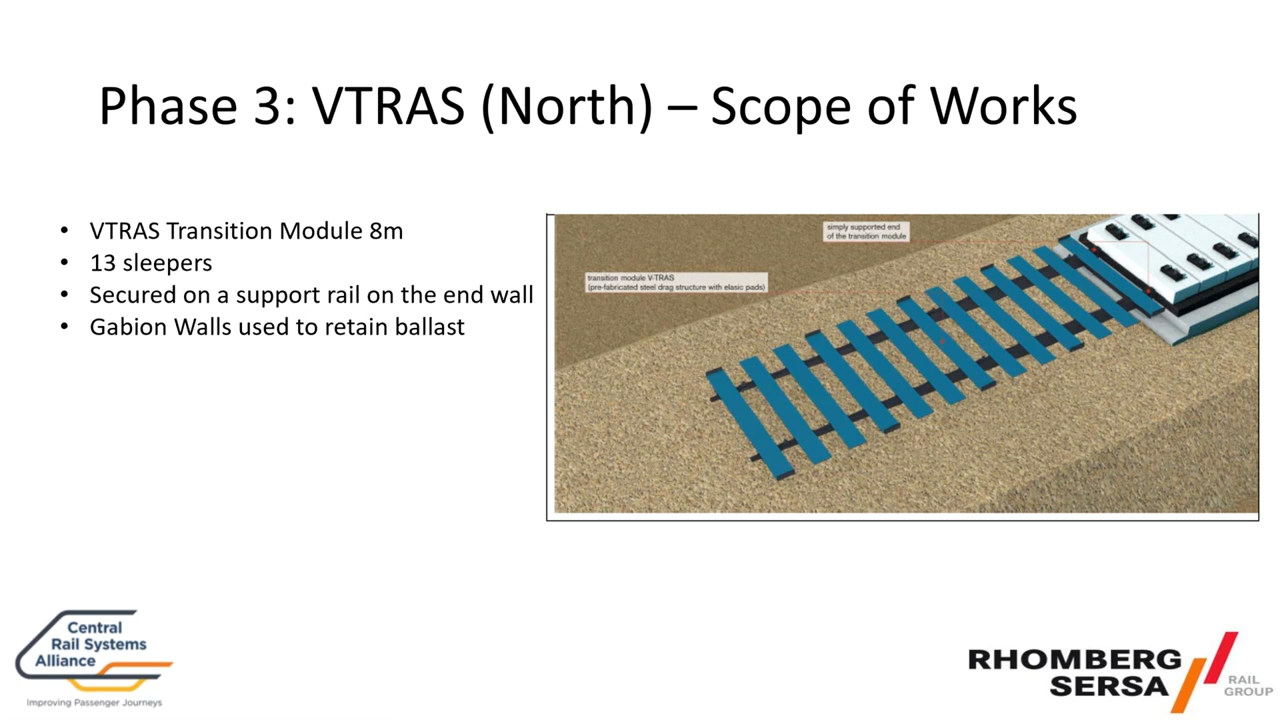 Phase 3: VTRAS (North) – Scope of Works
• VTRAS Transition Module 8m
• 13 sleepers
• Secured on a support rail on the end wall
• Gabion Walls used to retain ballast
simply supported end
of the transition module
transition module V-TRAS
(pre-fabricated steel drag structure with elasic pads)
Central
Rail Systems
Alliance
Improving Passenger Journeys
RHOMBERG
SERSA
RAIL
GROUP